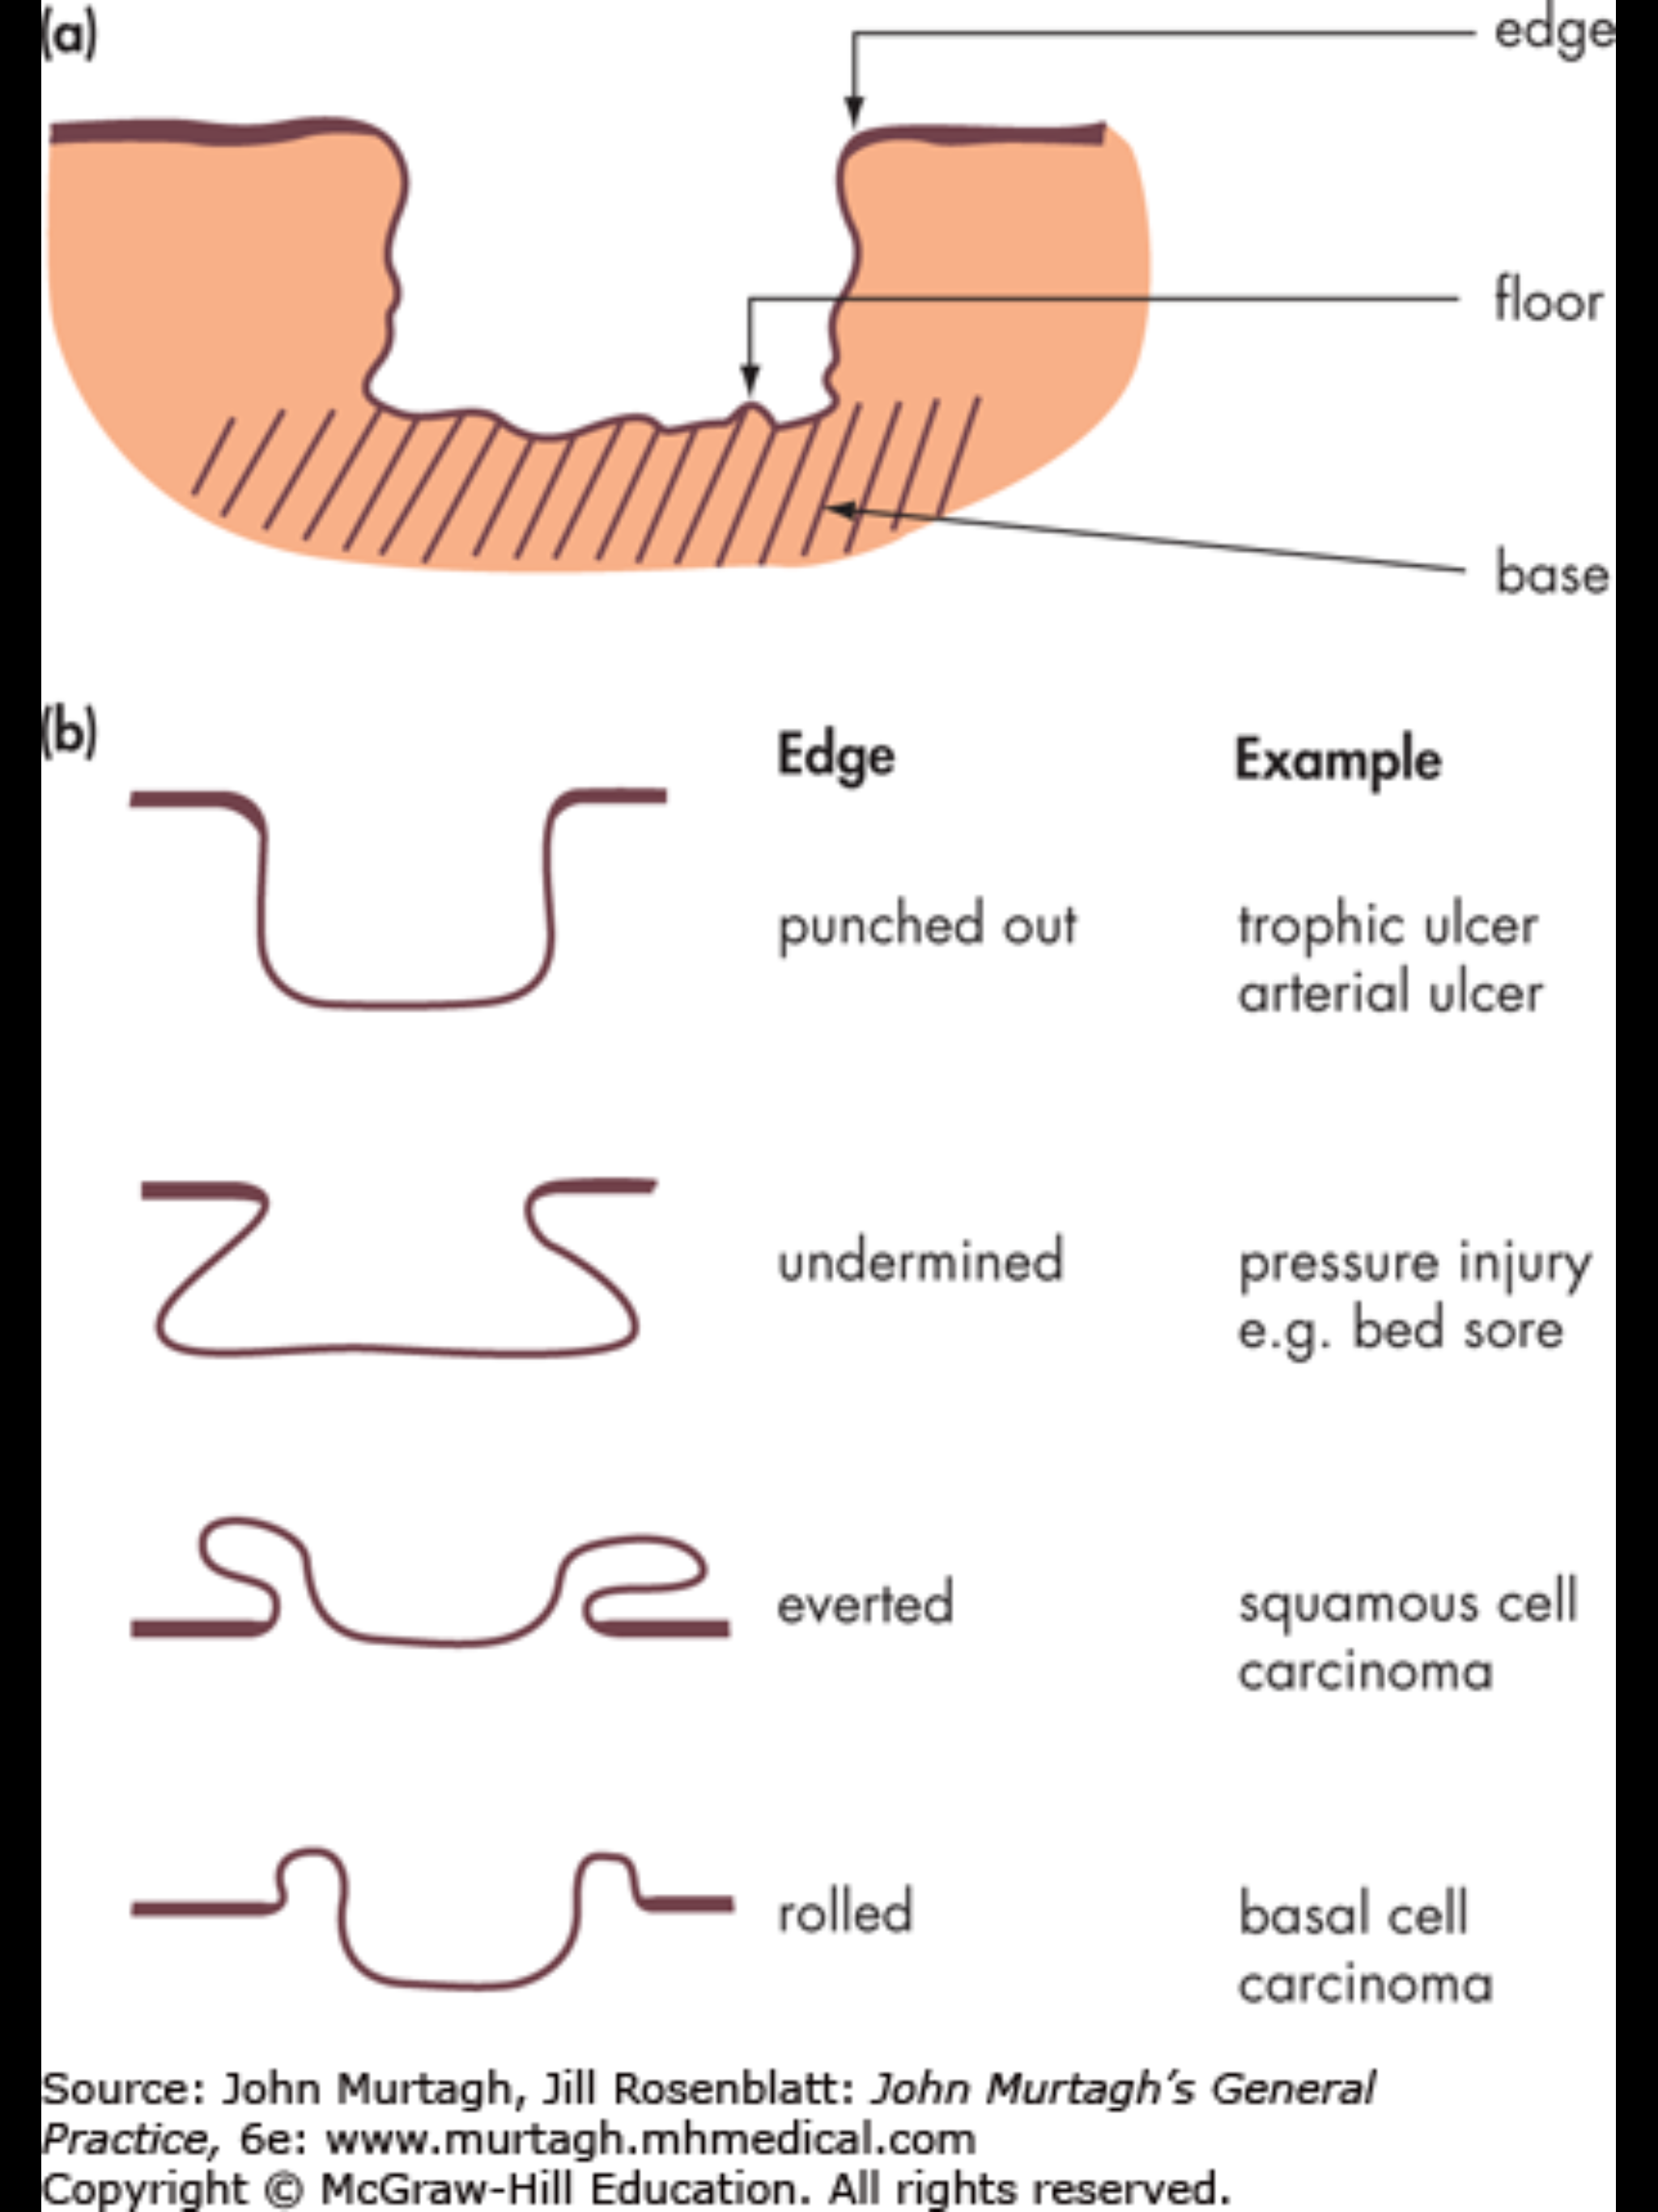 (a)
edge
floor
base
(b)
Edge Example
punched out trophic ulcer
arterial ulcer
undermined pressure injury
e.g. bed sore
everted squamous cell
carcinoma
rolled basal cell
carcinoma
Source: John Murtagh, Jill Rosenblatt: John Murtagh’s General
Practice, 6e: www.murtagh.mhmedical.com
Copyright © McGraw-Hill Education. All rights reserved.